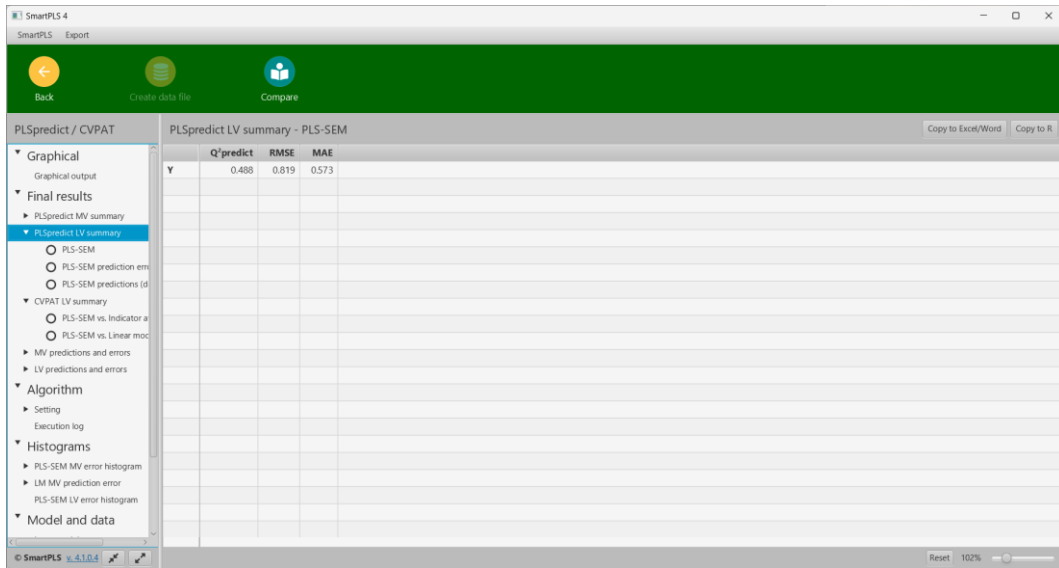 SmartPLS 4
SmartPLS Export
Back
Create data file
Compare
PLSpredict / CVPAT
PLSpredict LV summary - PLS-SEM
Copy to Excel/Word
Copy to R
Graphical
Graphical output
Final results
PLSpredict MV summary
PLSpredict LV summary
PLS-SEM
PLS-SEM prediction em
PLS-SEM predictions (d
CVPAT LV summary
PLS-SEM vs. Indicator a
PLS-SEM vs. Linear moc
MV predictions and errors
LV predictions and errors
Algorithm
Setting
Execution log
Histograms
PLS-SEM MV error histogram
LM MV prediction error
PLS-SEM LV error histogram
Model and data
Q²predict RMSE MAE
Y 0.488 0.819 0.573
© SmartPLS v. 4.1.0.4
Reset 102%